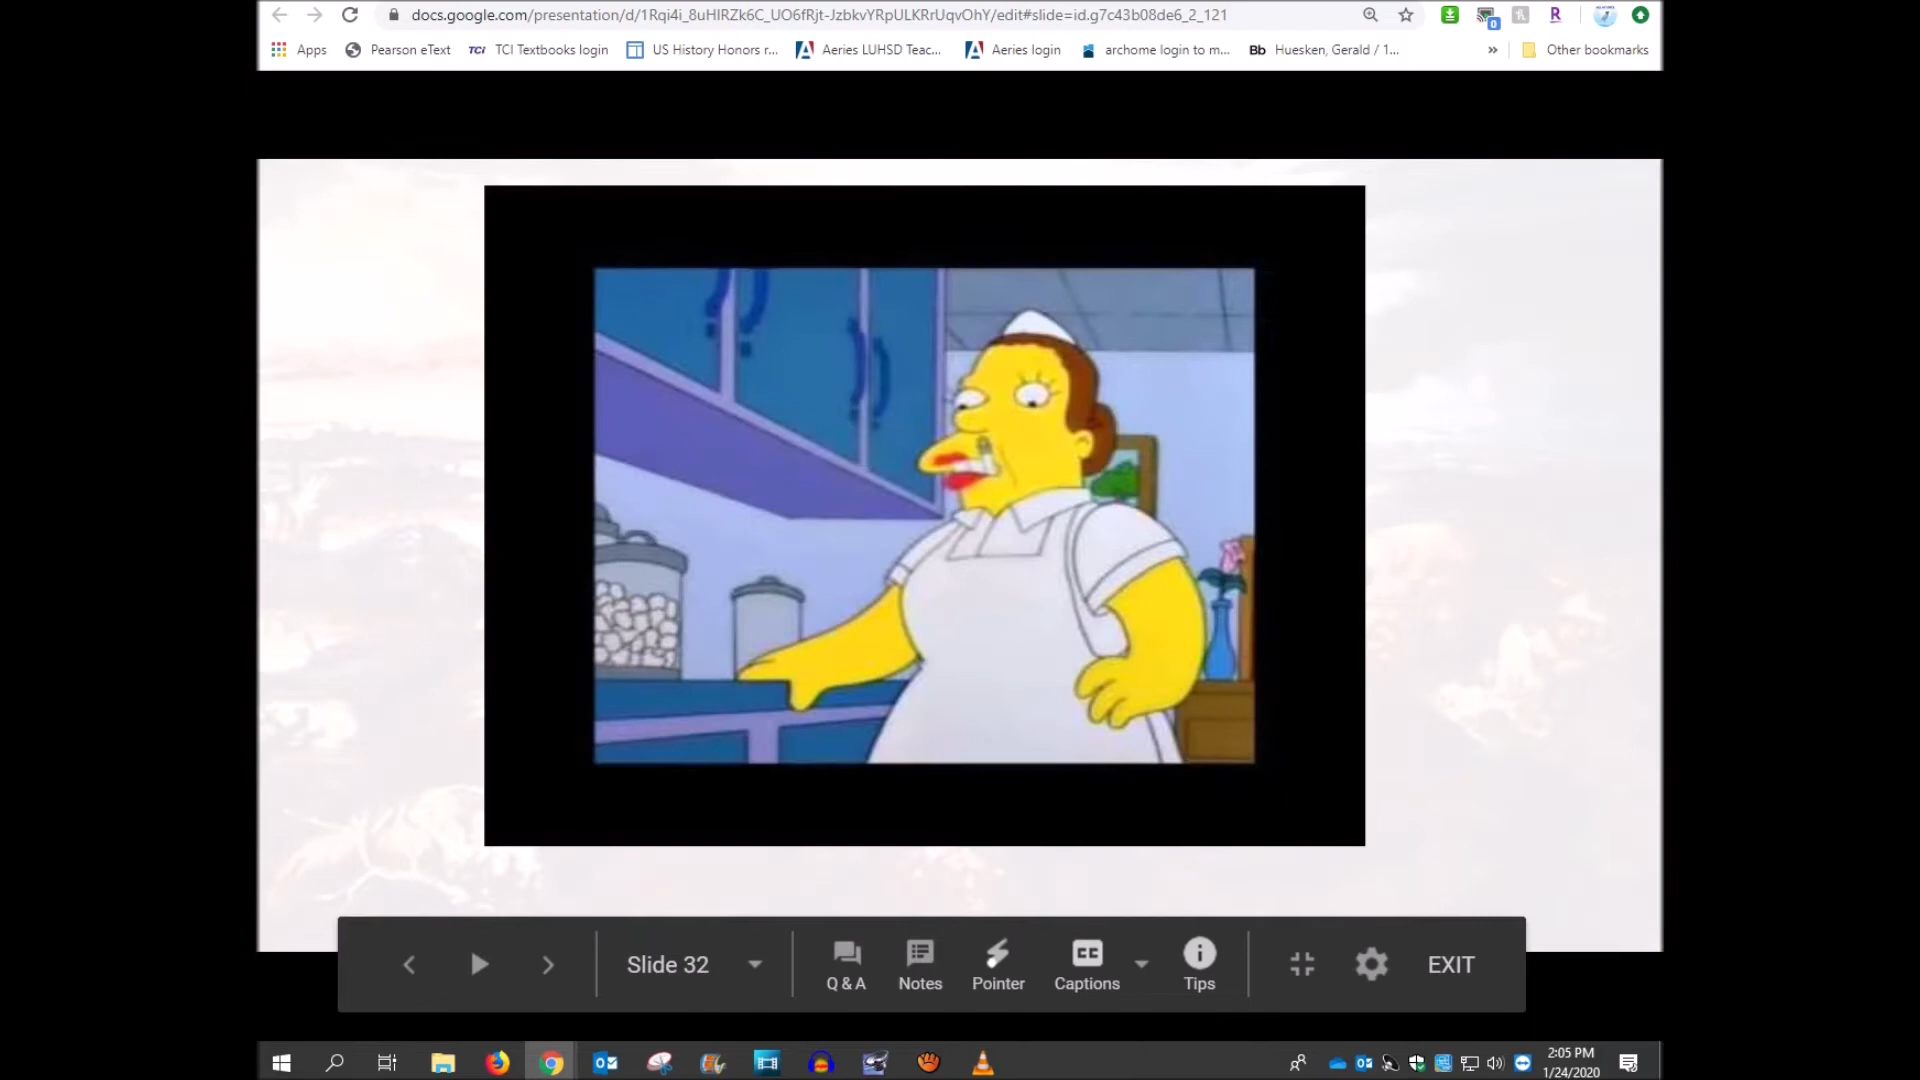 docs.google.com/presentation/d/1Rqi4i_8uHIRZk6C_UO6fRjt-JzbkvYRpULKRrUqvOhY/edit#slide=id.g7c43b08de6_2_121
0
R
Apps Pearson eText TCI TCI Textbooks login US History Honors r... Aeries LUHSD Teac... Aeries login archome login to m... Bb Huesken, Gerald / 1... » Other bookmarks
Slide 32
Q & A Notes Pointer CC Captions Tips EXIT
2:05 PM
1/24/2020